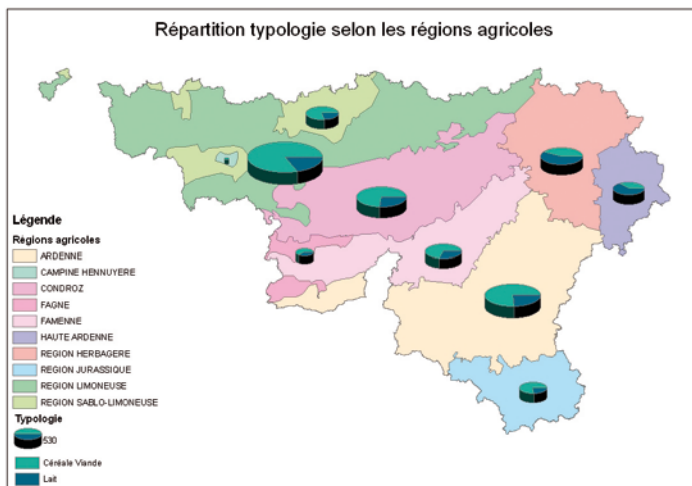 Répartition typologie selon les régions agricoles
Légende
Régions agricoles
ARDENNE
CAMPINE HENNUYERE
CONDROZ
FAGNE
FAMENNE
HAUTE ARDENNE
REGION HERBAGERE
REGION JURASSIQUE
REGION LIMONEUSE
REGION SABLO-LIMONEUSE
Typologie
530
Céréale Viande
Lait